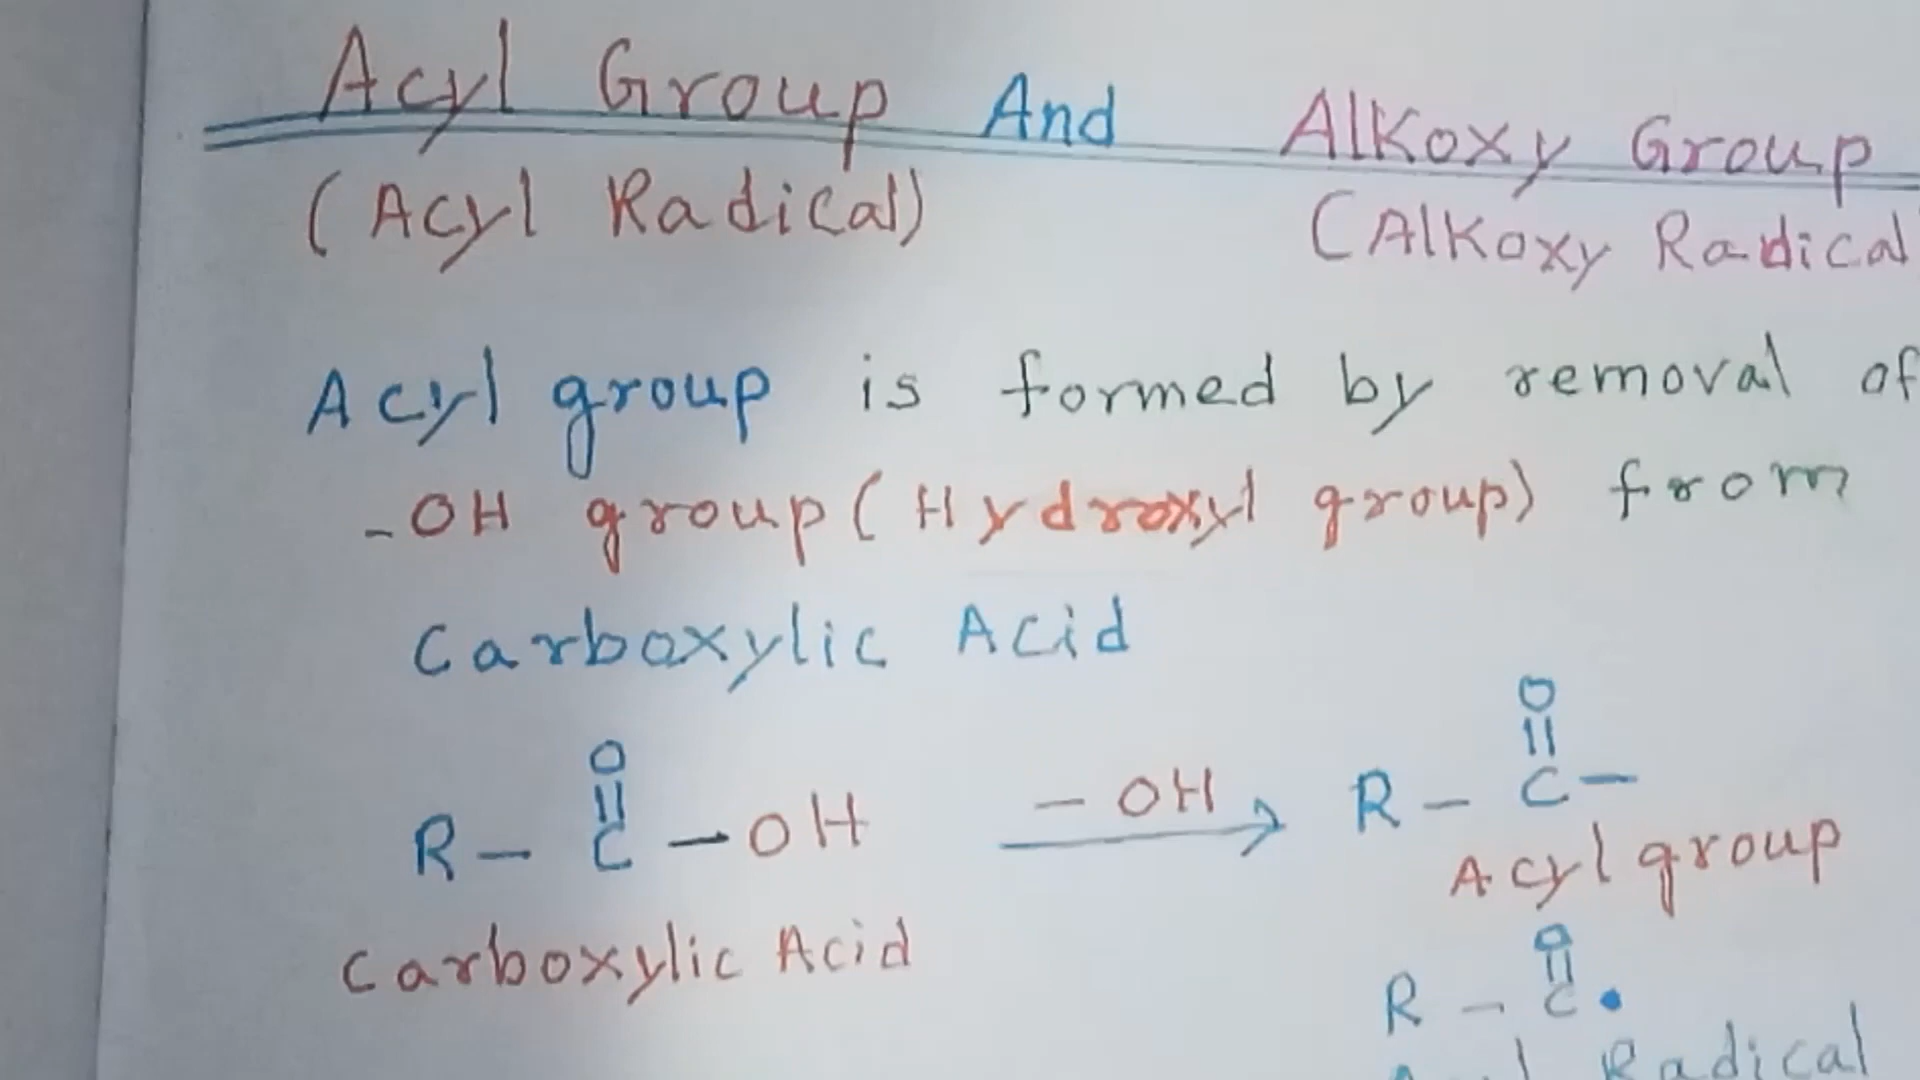 Acyl Group And Alkoxy Group
(Acyl Radical) (Alkoxy Radical
Acyl group is formed by removal of
-OH group (Hydroxyl group) from
Carboxylic Acid
O
||
R - C - OH
Carboxylic Acid
- OH
O
||
R - C -
Acyl group
O
||
R - C •
Radical